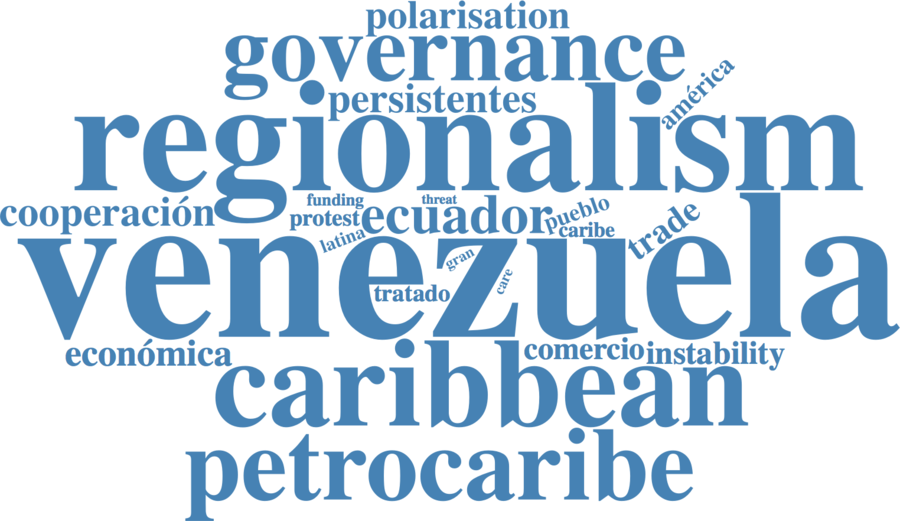 polarisation
governance
américa
persistentes
regionalism
funding
threat
cooperación
protest
ecuador
pueblo
caribe
trade
latina
venezuela
gran
care
tratado
económica
comercio
instability
caribbean
petrocaribe